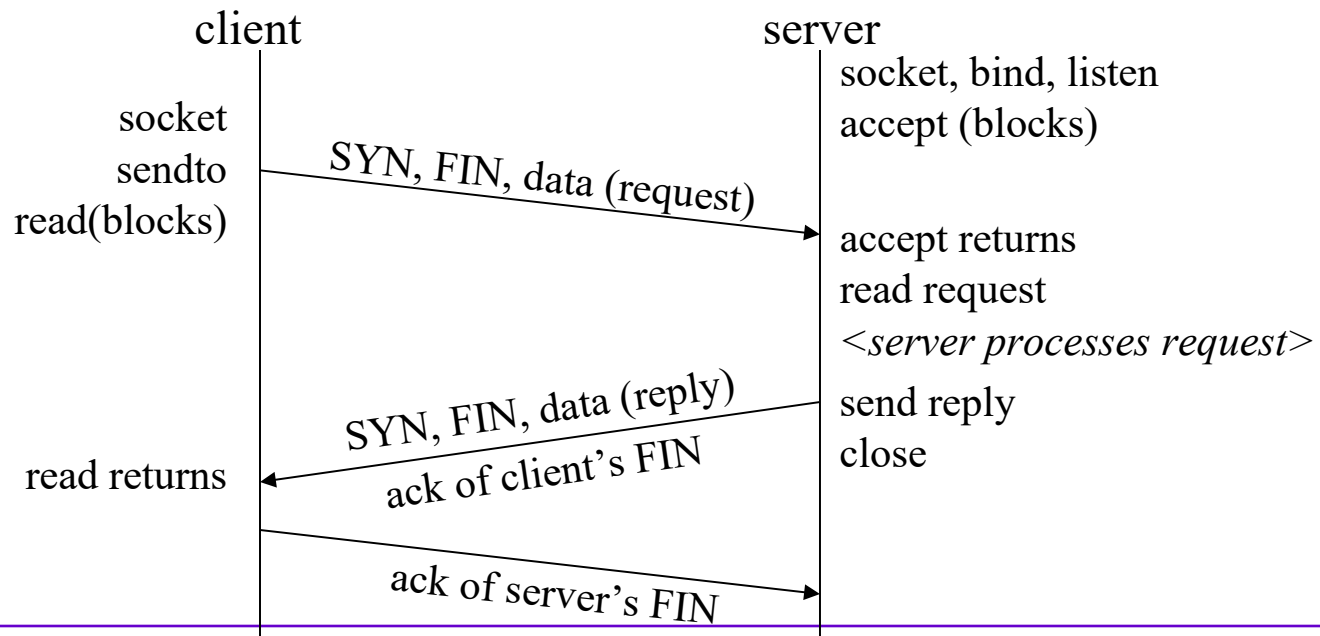 client
server
socket, bind, listen
accept (blocks)
socket
sendto
read(blocks)
SYN, FIN, data (request)
accept returns
read request
<server processes request>
SYN, FIN, data (reply)
ack of client’s FIN
send reply
close
read returns
ack of server’s FIN